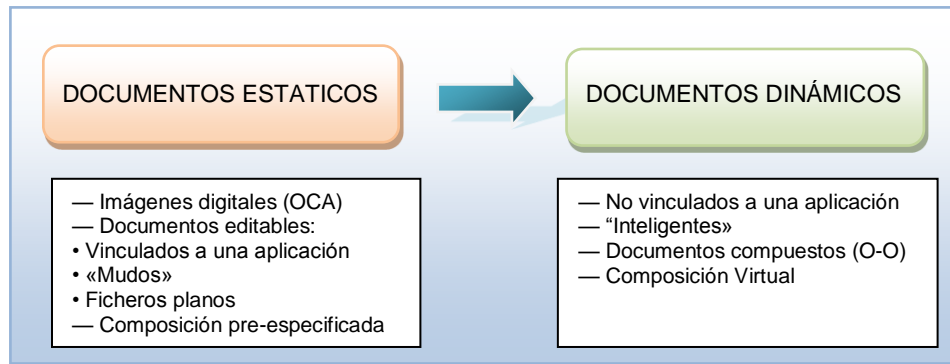 DOCUMENTOS ESTATICOS
— Imágenes digitales (OCA)
— Documentos editables:
• Vinculados a una aplicación
• «Mudos»
• Ficheros planos
— Composición pre-especificada
DOCUMENTOS DINÁMICOS
— No vinculados a una aplicación
— “Inteligentes»
— Documentos compuestos (O-O)
— Composición Virtual